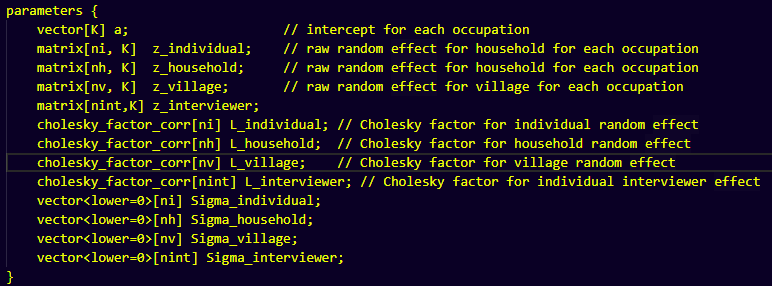 parameters {
    vector[K] a;                     // intercept for each occupation
    matrix[ni, K]  z_individual;    // raw random effect for household for each occupation
    matrix[nh, K]  z_household;     // raw random effect for household for each occupation
    matrix[nv, K]  z_village;       // raw random effect for village for each occupation
    matrix[nint,K] z_interviewer;
    cholesky_factor_corr[ni] L_individual; // Cholesky factor for individual random effect
    cholesky_factor_corr[nh] L_household;  // Cholesky factor for household random effect
    cholesky_factor_corr[nv] L_village;    // Cholesky factor for village random effect
    cholesky_factor_corr[nint] L_interviewer; // Cholesky factor for individual interviewer effect
    vector<lower=0>[ni] Sigma_individual;
    vector<lower=0>[nh] Sigma_household;
    vector<lower=0>[nv] Sigma_village;
    vector<lower=0>[nint] Sigma_interviewer;
}